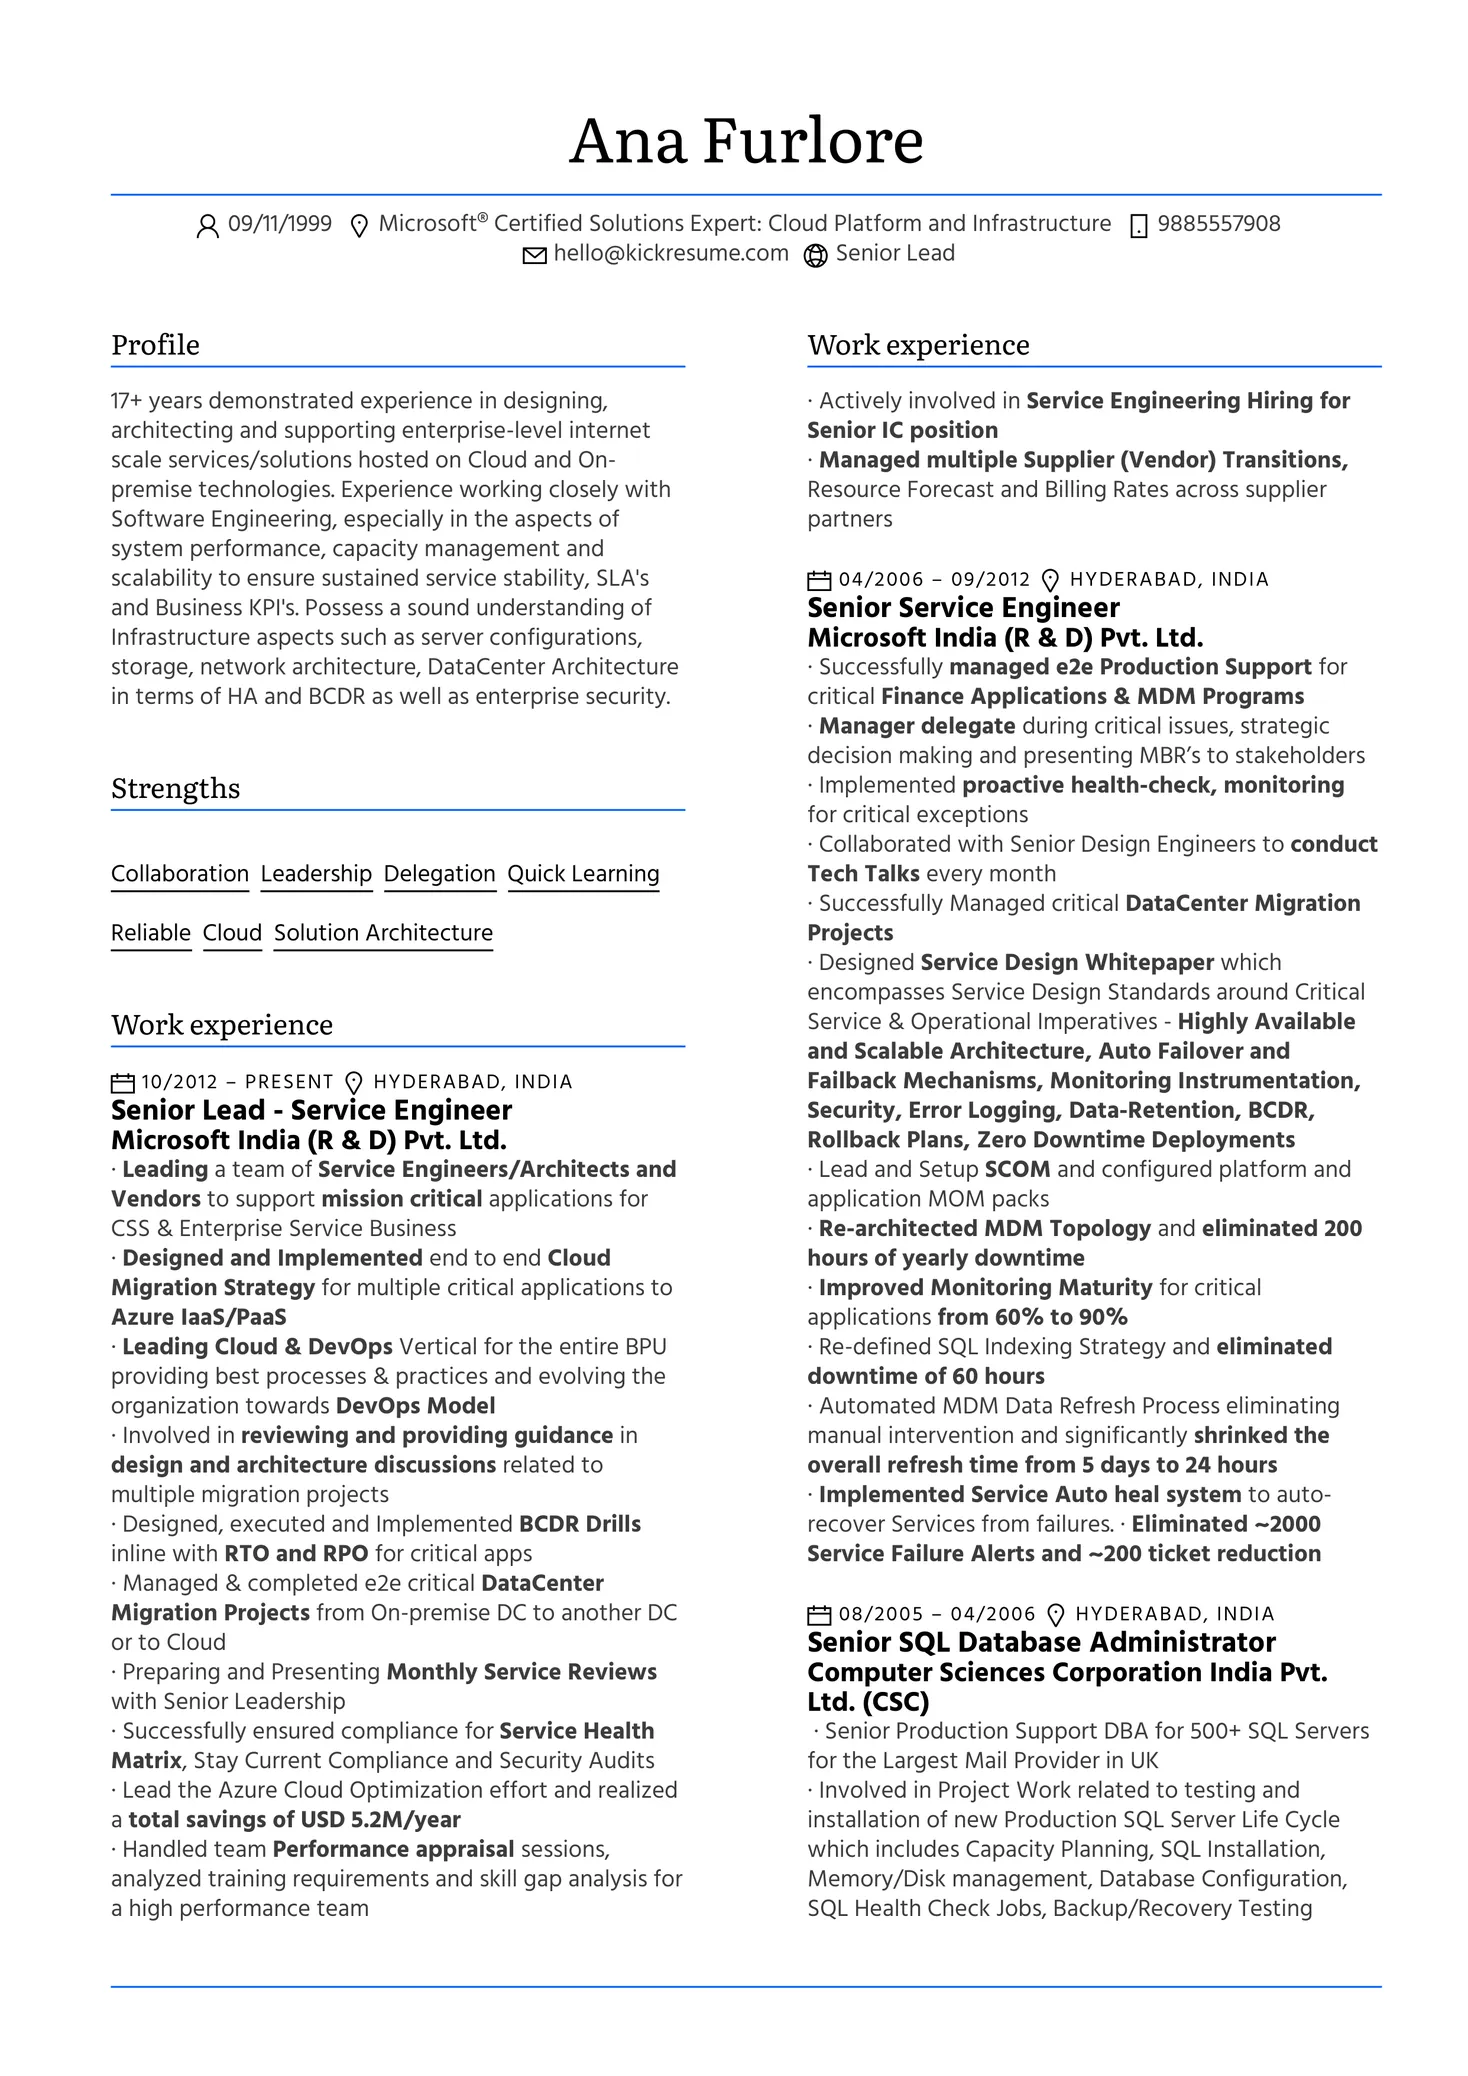 Ana Furlore
09/11/1999 Microsoft® Certified Solutions Expert: Cloud Platform and Infrastructure 9885557908
hello@kickresume.com Senior Lead
Profile
17+ years demonstrated experience in designing,
architecting and supporting enterprise-level internet
scale services/solutions hosted on Cloud and On-
premise technologies. Experience working closely with
Software Engineering, especially in the aspects of
system performance, capacity management and
scalability to ensure sustained service stability, SLA's
and Business KPI's. Possess a sound understanding of
Infrastructure aspects such as server configurations,
storage, network architecture, DataCenter Architecture
in terms of HA and BCDR as well as enterprise security.
Strengths
Collaboration Leadership Delegation Quick Learning
Reliable Cloud Solution Architecture
Work experience
10/2012 – PRESENT HYDERABAD, INDIA
Senior Lead - Service Engineer
Microsoft India (R & D) Pvt. Ltd.
· Leading a team of Service Engineers/Architects and
Vendors to support mission critical applications for
CSS & Enterprise Service Business
· Designed and Implemented end to end Cloud
Migration Strategy for multiple critical applications to
Azure IaaS/PaaS
· Leading Cloud & DevOps Vertical for the entire BPU
providing best processes & practices and evolving the
organization towards DevOps Model
· Involved in reviewing and providing guidance in
design and architecture discussions related to
multiple migration projects
· Designed, executed and Implemented BCDR Drills
inline with RTO and RPO for critical apps
· Managed & completed e2e critical DataCenter
Migration Projects from On-premise DC to another DC
or to Cloud
· Preparing and Presenting Monthly Service Reviews
with Senior Leadership
· Successfully ensured compliance for Service Health
Matrix, Stay Current Compliance and Security Audits
· Lead the Azure Cloud Optimization effort and realized
a total savings of USD 5.2M/year
· Handled team Performance appraisal sessions,
analyzed training requirements and skill gap analysis for
a high performance team
Work experience
· Actively involved in Service Engineering Hiring for
Senior IC position
· Managed multiple Supplier (Vendor) Transitions,
Resource Forecast and Billing Rates across supplier
partners
04/2006 – 09/2012 HYDERABAD, INDIA
Senior Service Engineer
Microsoft India (R & D) Pvt. Ltd.
· Successfully managed e2e Production Support for
critical Finance Applications & MDM Programs
· Manager delegate during critical issues, strategic
decision making and presenting MBR’s to stakeholders
· Implemented proactive health-check, monitoring
for critical exceptions
· Collaborated with Senior Design Engineers to conduct
Tech Talks every month
· Successfully Managed critical DataCenter Migration
Projects
· Designed Service Design Whitepaper which
encompasses Service Design Standards around Critical
Service & Operational Imperatives - Highly Available
and Scalable Architecture, Auto Failover and
Failback Mechanisms, Monitoring Instrumentation,
Security, Error Logging, Data-Retention, BCDR,
Rollback Plans, Zero Downtime Deployments
· Lead and Setup SCOM and configured platform and
application MOM packs
· Re-architected MDM Topology and eliminated 200
hours of yearly downtime
· Improved Monitoring Maturity for critical
applications from 60% to 90%
· Re-defined SQL Indexing Strategy and eliminated
downtime of 60 hours
· Automated MDM Data Refresh Process eliminating
manual intervention and significantly shrinked the
overall refresh time from 5 days to 24 hours
· Implemented Service Auto heal system to auto-
recover Services from failures. · Eliminated ~2000
Service Failure Alerts and ~200 ticket reduction
08/2005 – 04/2006 HYDERABAD, INDIA
Senior SQL Database Administrator
Computer Sciences Corporation India Pvt.
Ltd. (CSC)
· Senior Production Support DBA for 500+ SQL Servers
for the Largest Mail Provider in UK
· Involved in Project Work related to testing and
installation of new Production SQL Server Life Cycle
which includes Capacity Planning, SQL Installation,
Memory/Disk management, Database Configuration,
SQL Health Check Jobs, Backup/Recovery Testing